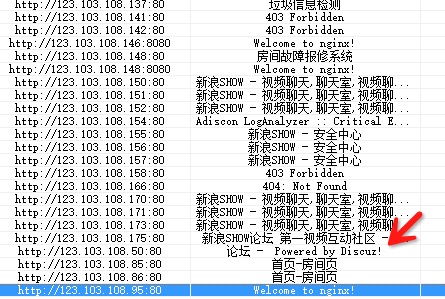 http://123.103.108.137:80 垃圾信息检测
http://123.103.108.141:80 403 Forbidden
http://123.103.108.142:80 403 Forbidden
http://123.103.108.146:8080 Welcome to nginx!
http://123.103.108.148:80 房间故障报修系统
http://123.103.108.148:8080 Welcome to nginx!
http://123.103.108.150:80 新浪SHOW - 视频聊天,聊天室,视频聊...
http://123.103.108.151:80 新浪SHOW - 视频聊天,聊天室,视频聊...
http://123.103.108.152:80 新浪SHOW - 视频聊天,聊天室,视频聊...
http://123.103.108.154:80 Adiscon LogAnalyzer :: Critical E...
http://123.103.108.155:80 新浪SHOW - 安全中心
http://123.103.108.156:80 新浪SHOW - 安全中心
http://123.103.108.157:80 新浪SHOW - 安全中心
http://123.103.108.158:80 403 Forbidden
http://123.103.108.166:80 404: Not Found
http://123.103.108.170:80 新浪SHOW - 视频聊天,聊天室,视频聊...
http://123.103.108.171:80 新浪SHOW - 视频聊天,聊天室,视频聊...
http://123.103.108.173:80 新浪SHOW - 视频聊天,聊天室,视频聊
http://123.103.108.175:80 新浪SHOW论坛 第一视频互动社区 -
http://123.103.108.50:80 论坛 - Powered by Discuz!
http://123.103.108.85:80 首页-房间页
http://123.103.108.86:80 首页-房间页
http://123.103.108.95:80 Welcome to nginx!